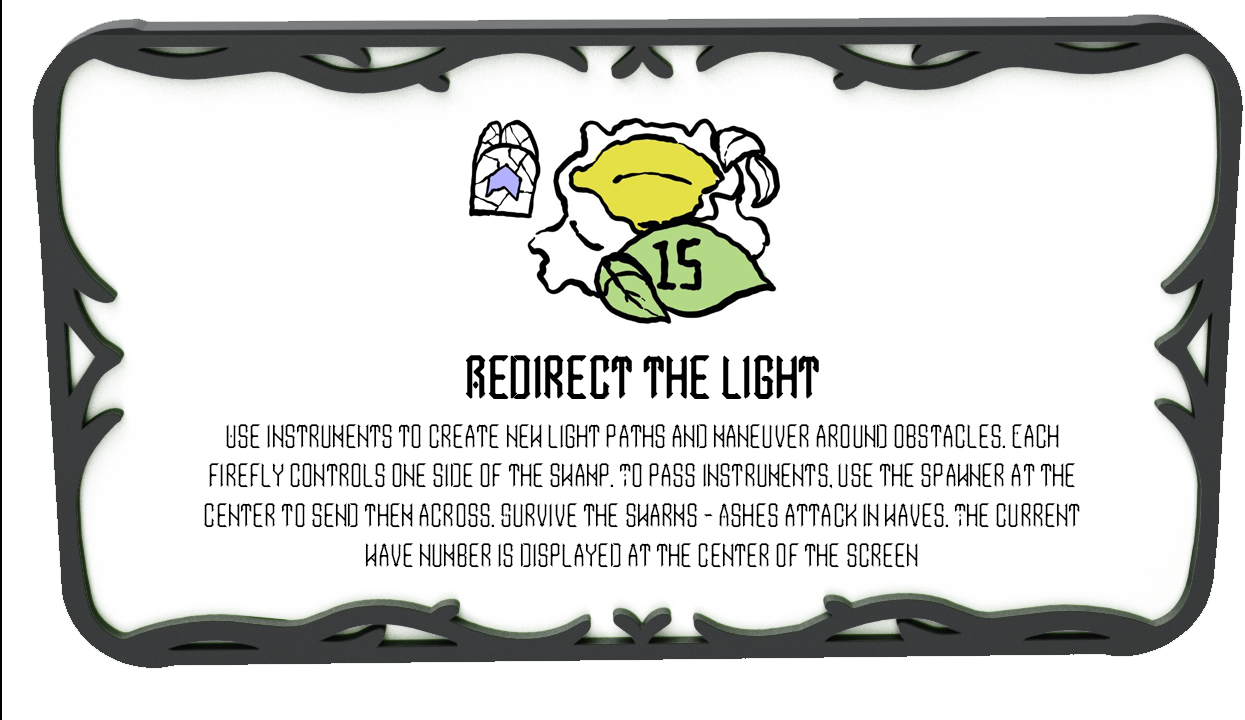 15
REDIRECT THE LIGHT
USE INSTRUMENTS TO CREATE NEW LIGHT PATHS AND MANEUVER AROUND OBSTACLES. EACH
FIREFLY CONTROLS ONE SIDE OF THE SWAMP. TO PASS INSTRUMENTS, USE THE SPAWNER AT THE
CENTER TO SEND THEM ACROSS. SURVIVE THE SWARMS - ASHES ATTACK IN WAVES. THE CURRENT
WAVE NUMBER IS DISPLAYED AT THE CENTER OF THE SCREEN